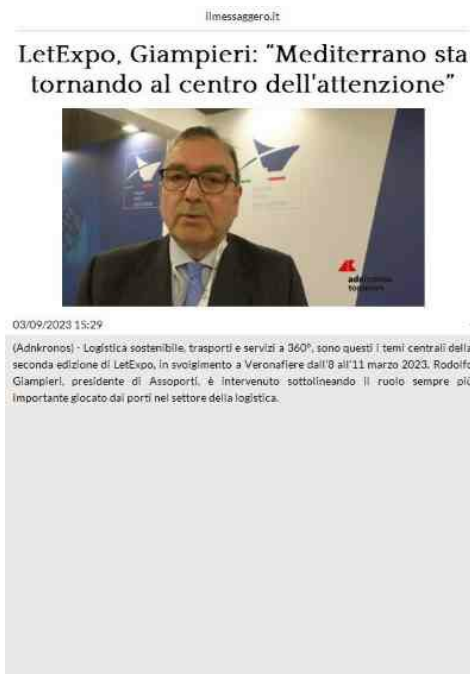 ilmessaggero.it
LetExpo, Giampieri: “Mediterrano sta
tornando al centro dell'attenzione”
adnkronos
03/09/2023 15:29
(Adnkronos) - Logistica sostenibile, trasporti e servizi a 360°, sono questi i temi centrali della
seconda edizione di LetExpo, in svolgimento a Veronafiere dall'8 all'11 marzo 2023. Rodolfo
Giampieri, presidente di Assoporti, è intervenuto sottolineando il ruolo sempre più
importante giocato dai porti nel settore della logistica.